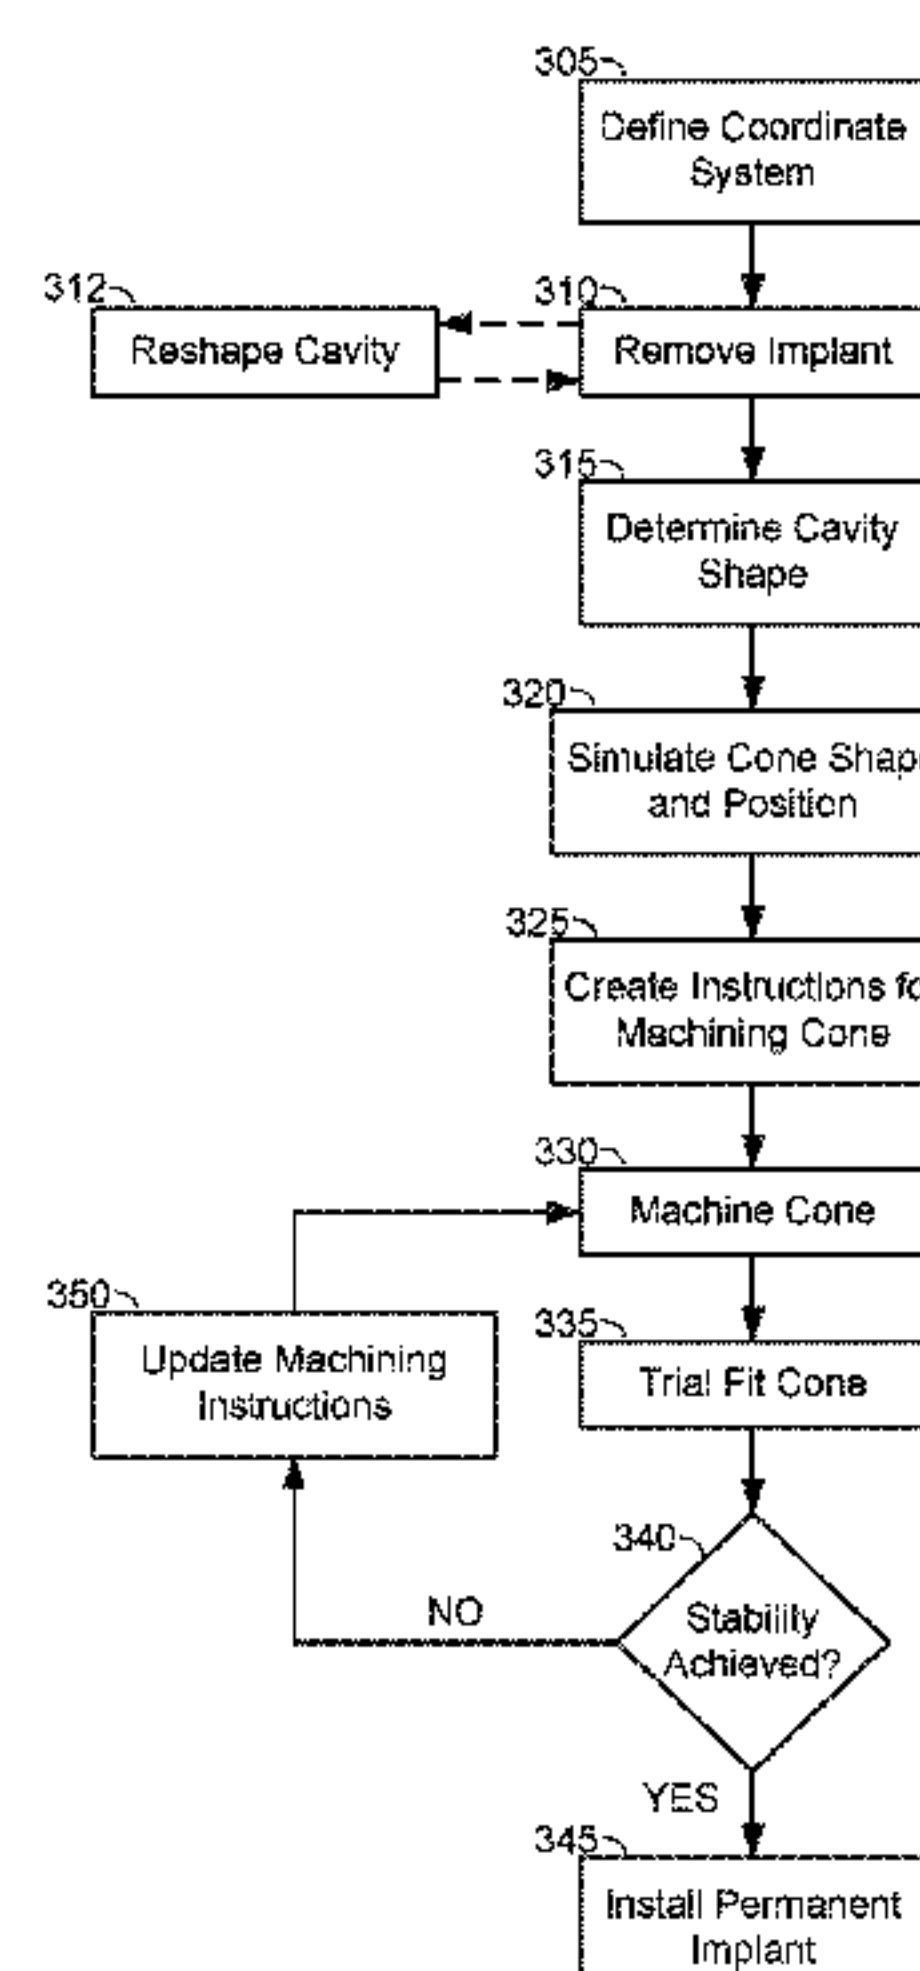 305
Define Coordinate
System
312
310
Reshape Cavity
Remove Implant
315
Determine Cavity
Shape
320
Simulate Cone Shap
and Position
325
Create Instructions fo
Machining Cone
330
Machine Cone
350
335
Update Machining
Instructions
Trial Fit Cone
340
NO
Stability
Achieved?
YES
345
Install Permanent
Implant